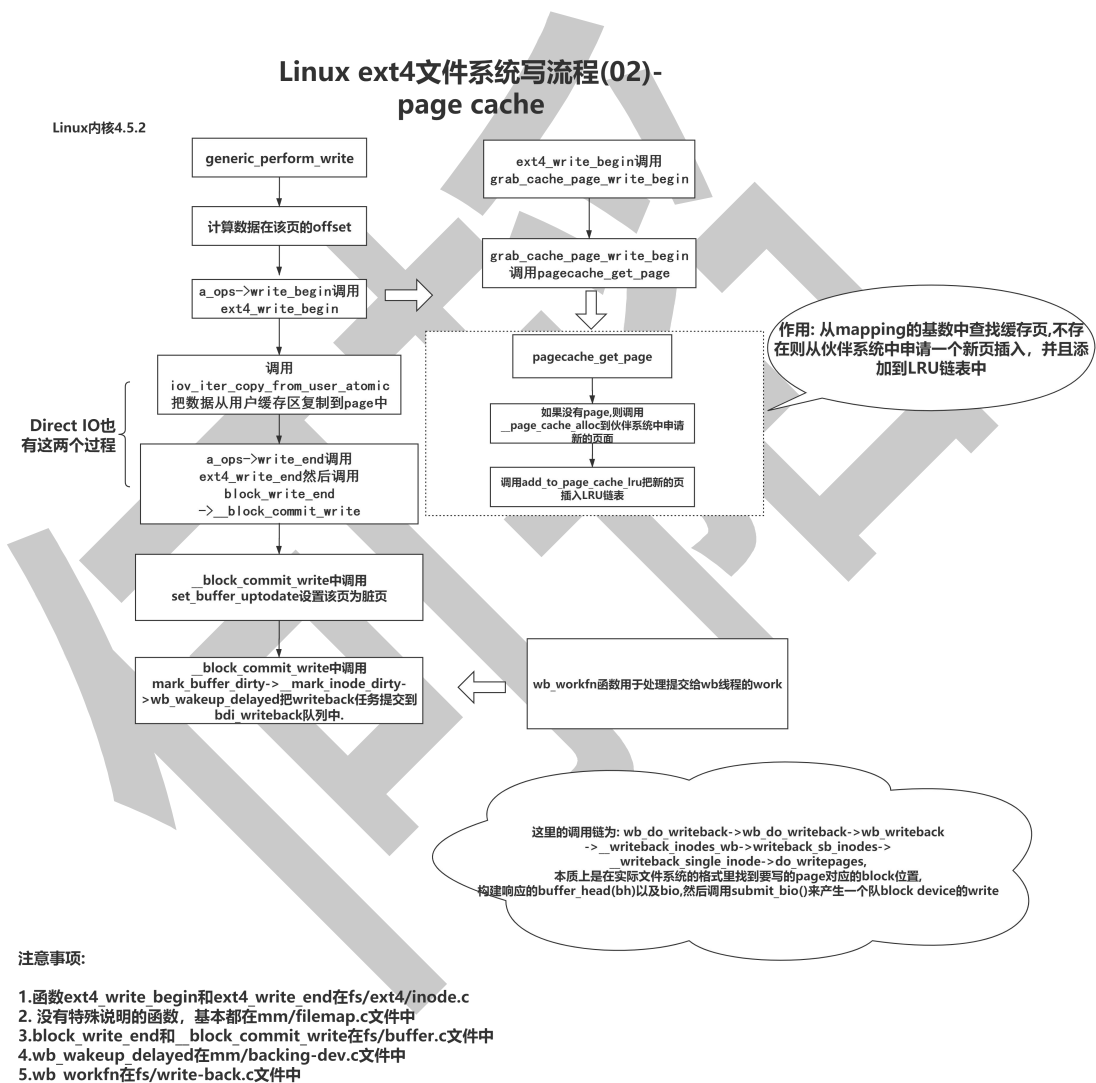 Linux ext4文件系统写流程(02)-
page cache
Linux内核4.5.2
generic_perform_write
计算数据在该页的offset
a_ops->write_begin调用
ext4_write_begin
调用
iov_iter_copy_from_user_atomic
把数据从用户缓存区复制到page中
Direct IO也
有这两个过程
a_ops->write_end调用
ext4_write_end然后调用
block_write_end
->__block_commit_write
__block_commit_write中调用
set_buffer_uptodate设置该页为脏页
__block_commit_write中调用
mark_buffer_dirty->__mark_inode_dirty-
>wb_wakeup_delayed把writeback任务提交到
bdi_writeback队列中.
ext4_write_begin调用
grab_cache_page_write_begin
grab_cache_page_write_begin
调用pagecache_get_page
pagecache_get_page
如果没有page,则调用
__page_cache_alloc到伙伴系统中申请
新的页面
调用add_to_page_cache_lru把新的页
插入LRU链表
作用: 从mapping的基数中查找缓存页,不存
在则从伙伴系统中申请一个新页插入，并且添
加到LRU链表中
wb_workfn函数用于处理提交给wb线程的work
这里的调用链为: wb_do_writeback->wb_do_writeback->wb_writeback
->__writeback_inodes_wb->writeback_sb_inodes->
__writeback_single_inode->do_writepages,
本质上是在实际文件系统的格式里找到要写的page对应的block位置,
构建响应的buffer_head(bh)以及bio,然后调用submit_bio()来产生一个队block device的write
注意事项:
1.函数ext4_write_begin和ext4_write_end在fs/ext4/inode.c
2. 没有特殊说明的函数，基本都在mm/filemap.c文件中
3.block_write_end和__block_commit_write在fs/buffer.c文件中
4.wb_wakeup_delayed在mm/backing-dev.c文件中
5.wb_workfn在fs/write-back.c文件中